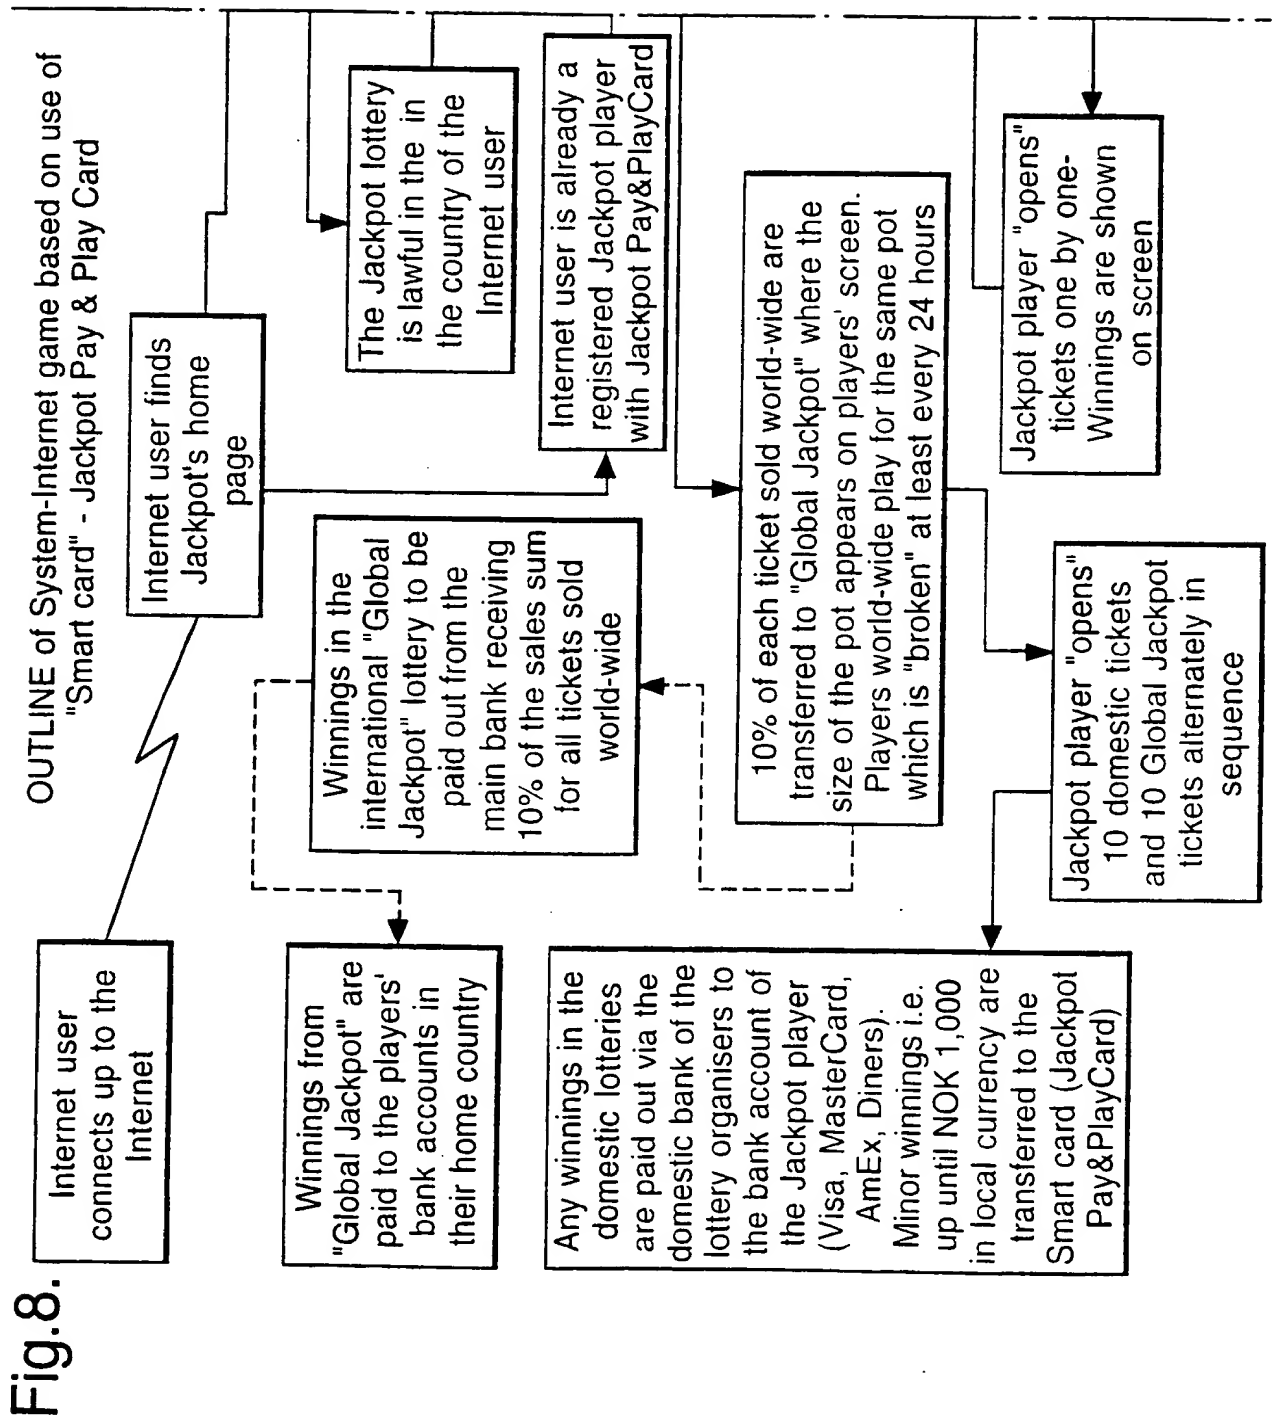 Fig.8.
OUTLINE of System-Internet game based on use of
"Smart card" - Jackpot Pay & Play Card
Internet user
connects up to the
Internet
Internet user finds
Jackpot's home
page
The Jackpot lottery
is lawful in the in
the country of the
Internet user
Internet user is already a
registered Jackpot player
with Jackpot Pay&PlayCard
Winnings in the
international "Global
Jackpot" lottery to be
paid out from the
main bank receiving
10% of the sales sum
for all tickets sold
world-wide
Winnings from
"Global Jackpot" are
paid to the players'
bank accounts in
their home country
10% of each ticket sold world-wide are
transferred to "Global Jackpot" where the
size of the pot appears on players' screen.
Players world-wide play for the same pot
which is "broken" at least every 24 hours
Any winnings in the
domestic lotteries
are paid out via the
domestic bank of the
lottery organisers to
the bank account of
the Jackpot player
(Visa, MasterCard,
AmEx, Diners).
Minor winnings i.e.
up until NOK 1,000
in local currency are
transferred to the
Smart card (Jackpot
Pay&PlayCard)
Jackpot player "opens"
10 domestic tickets
and 10 Global Jackpot
tickets alternately in
sequence
Jackpot player "opens"
tickets one by one-
Winnings are shown
on screen